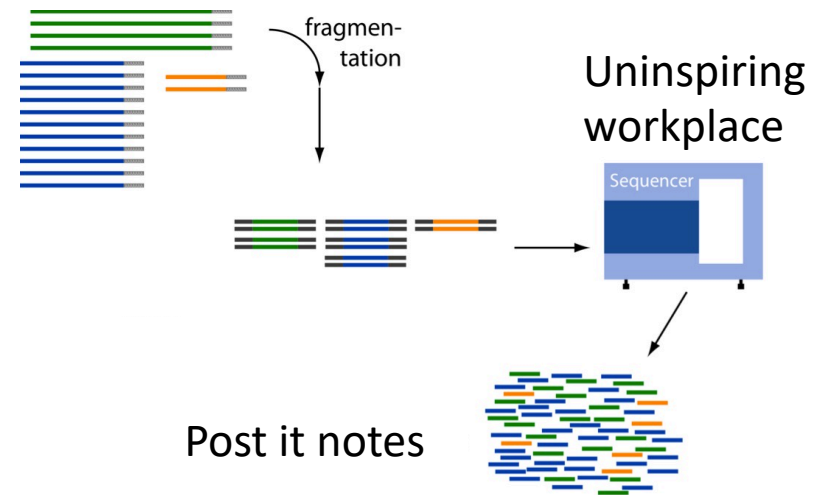 fragmen-
tation
Uninspiring
workplace
Sequencer
Post it notes